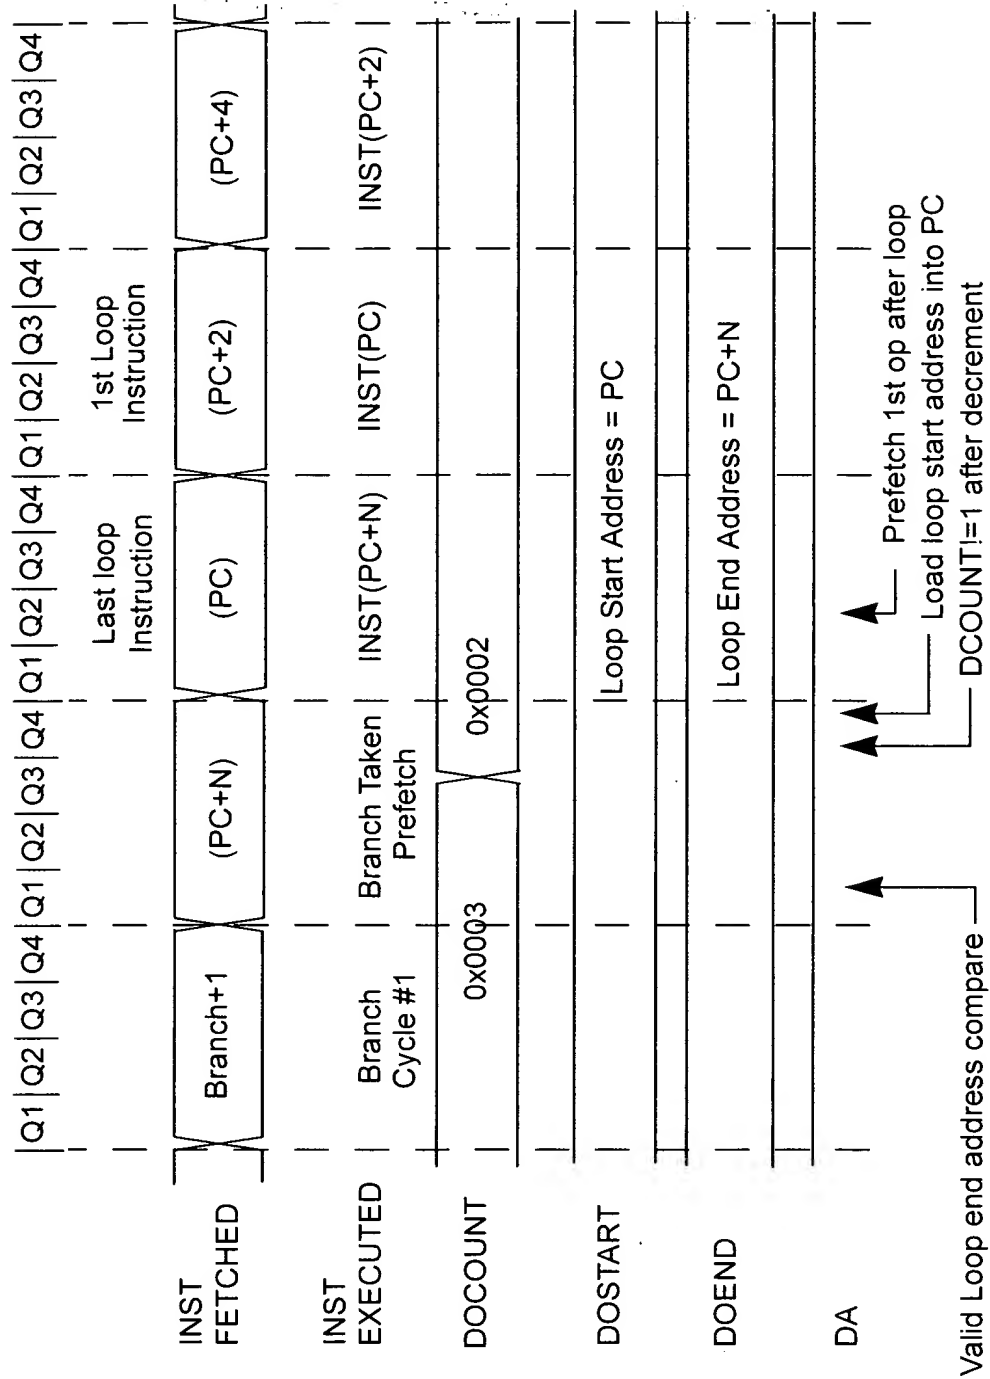 |Q1|Q2|Q3|Q4|Q1|Q2|Q3|Q4|Q1|Q2|Q3|Q4|Q1|Q2|Q3|Q4|Q1|Q2|Q3|Q4
Last loop
Instruction
1st Loop
Instruction
INST
FETCHED
Branch+1
(PC+N)
(PC)
(PC+2)
(PC+4)
INST
EXECUTED
Branch
Cycle #1
Branch Taken
Prefetch
INST(PC+N)
INST(PC)
INST(PC+2)
DOCOUNT
0x0003
0x0002
DOSTART
Loop Start Address = PC
DOEND
Loop End Address = PC+N
DA
Prefetch 1st op after loop
Load loop start address into PC
DCOUNT!=1 after decrement
Valid Loop end address compare